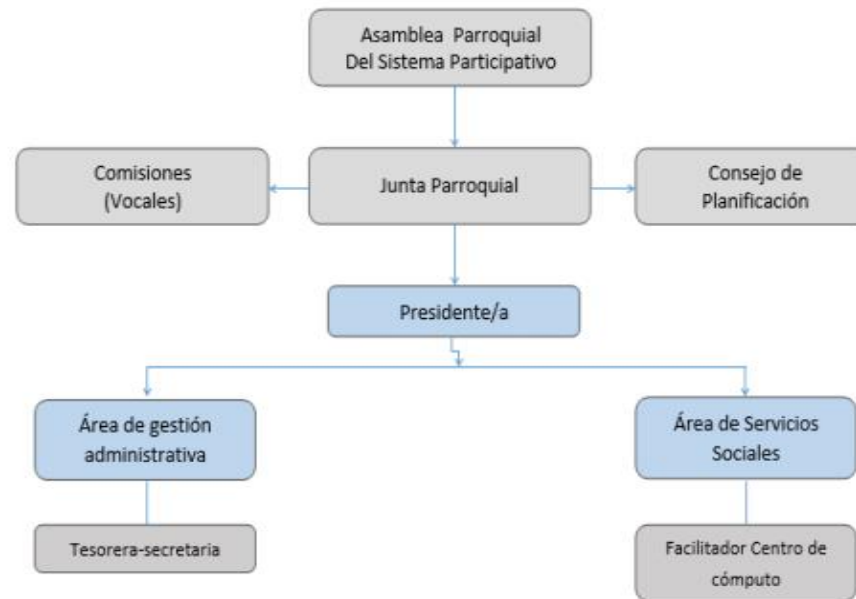 Asamblea Parroquial
Del Sistema Participativo
Comisiones
(Vocales)
Junta Parroquial
Consejo de
Planificación
Presidente/a
Área de gestión
administrativa
Área de Servicios
Sociales
Tesorera-secretaria
Facilitador Centro de
cómputo